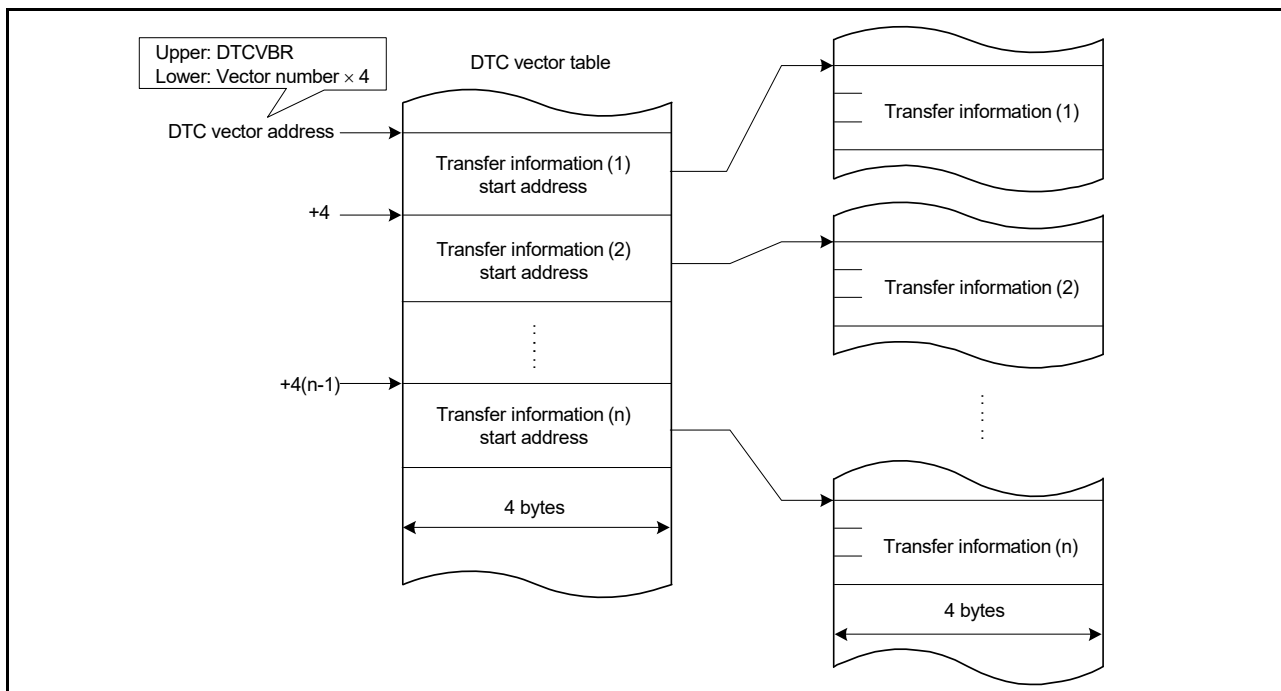 Upper: DTCVBR
Lower: Vector number × 4
DTC vector table
DTC vector address
Transfer information (1)
start address
+4
Transfer information (2)
start address
+4(n-1)
Transfer information (n)
start address
4 bytes
Transfer information (1)
Transfer information (2)
Transfer information (n)
4 bytes